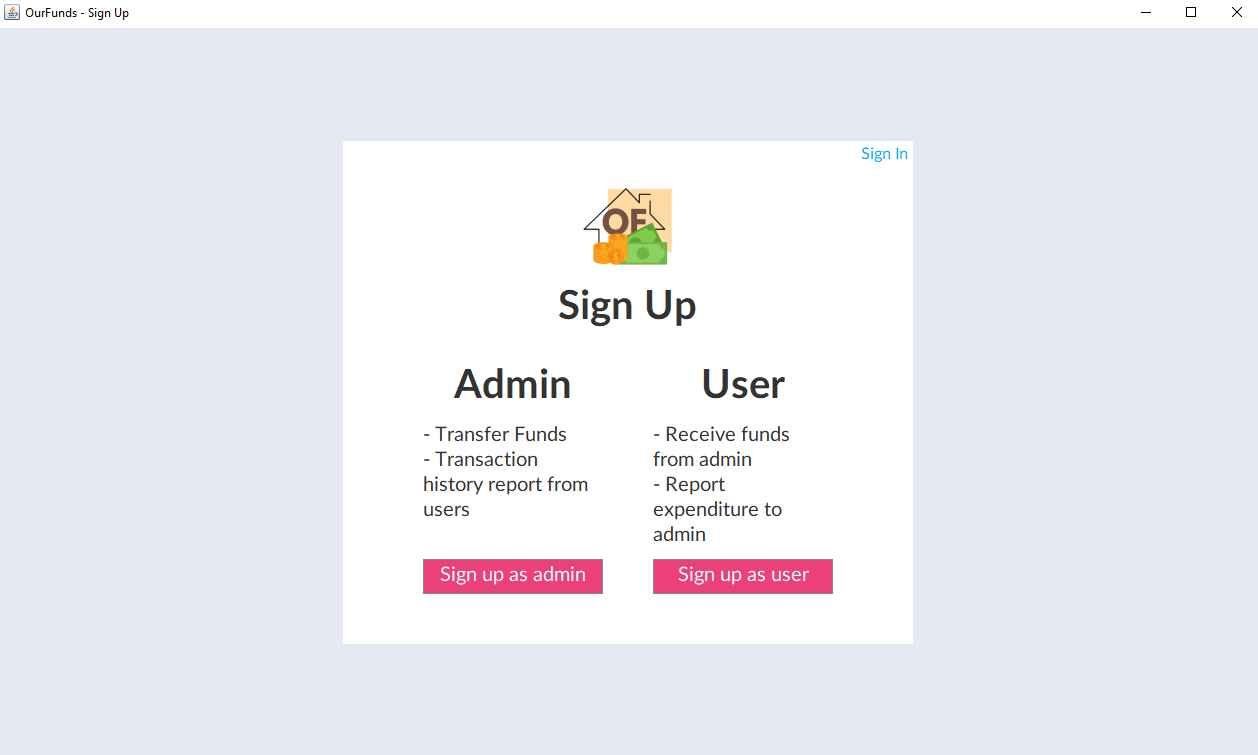 OurFunds - Sign Up
Sign In
OF
Sign Up
Admin
- Transfer Funds
- Transaction
history report from
users
Sign up as admin
User
- Receive funds
from admin
- Report
expenditure to
admin
Sign up as user